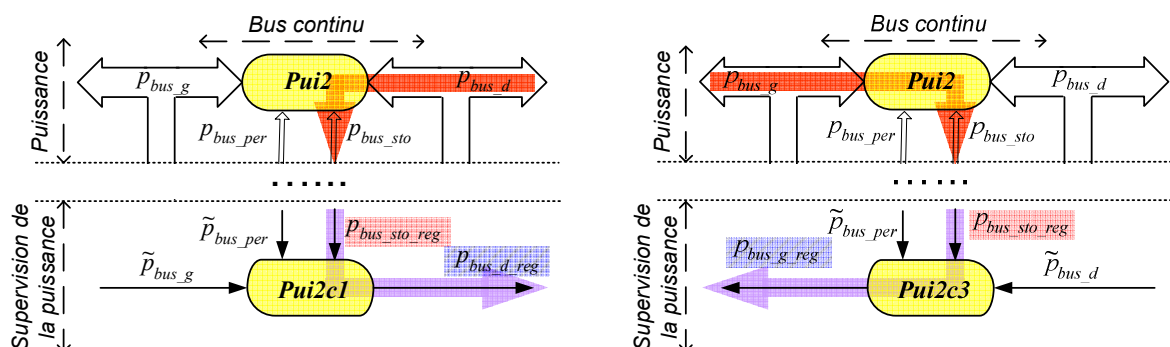 Bus continu
Puissance
p_bus_g
Pui2
p_bus_d
p_bus_per
p_bus_sto
......
Supervision de
la puissance
p̃_bus_per
p_bus_sto_reg
p_bus_d_reg
p̃_bus_g
Pui2c1
Bus continu
Puissance
p_bus_g
Pui2
p_bus_d
p_bus_per
p_bus_sto
......
Supervision de
la puissance
p̃_bus_per
p_bus_sto_reg
p_bus_g_reg
p̃_bus_d
Pui2c3